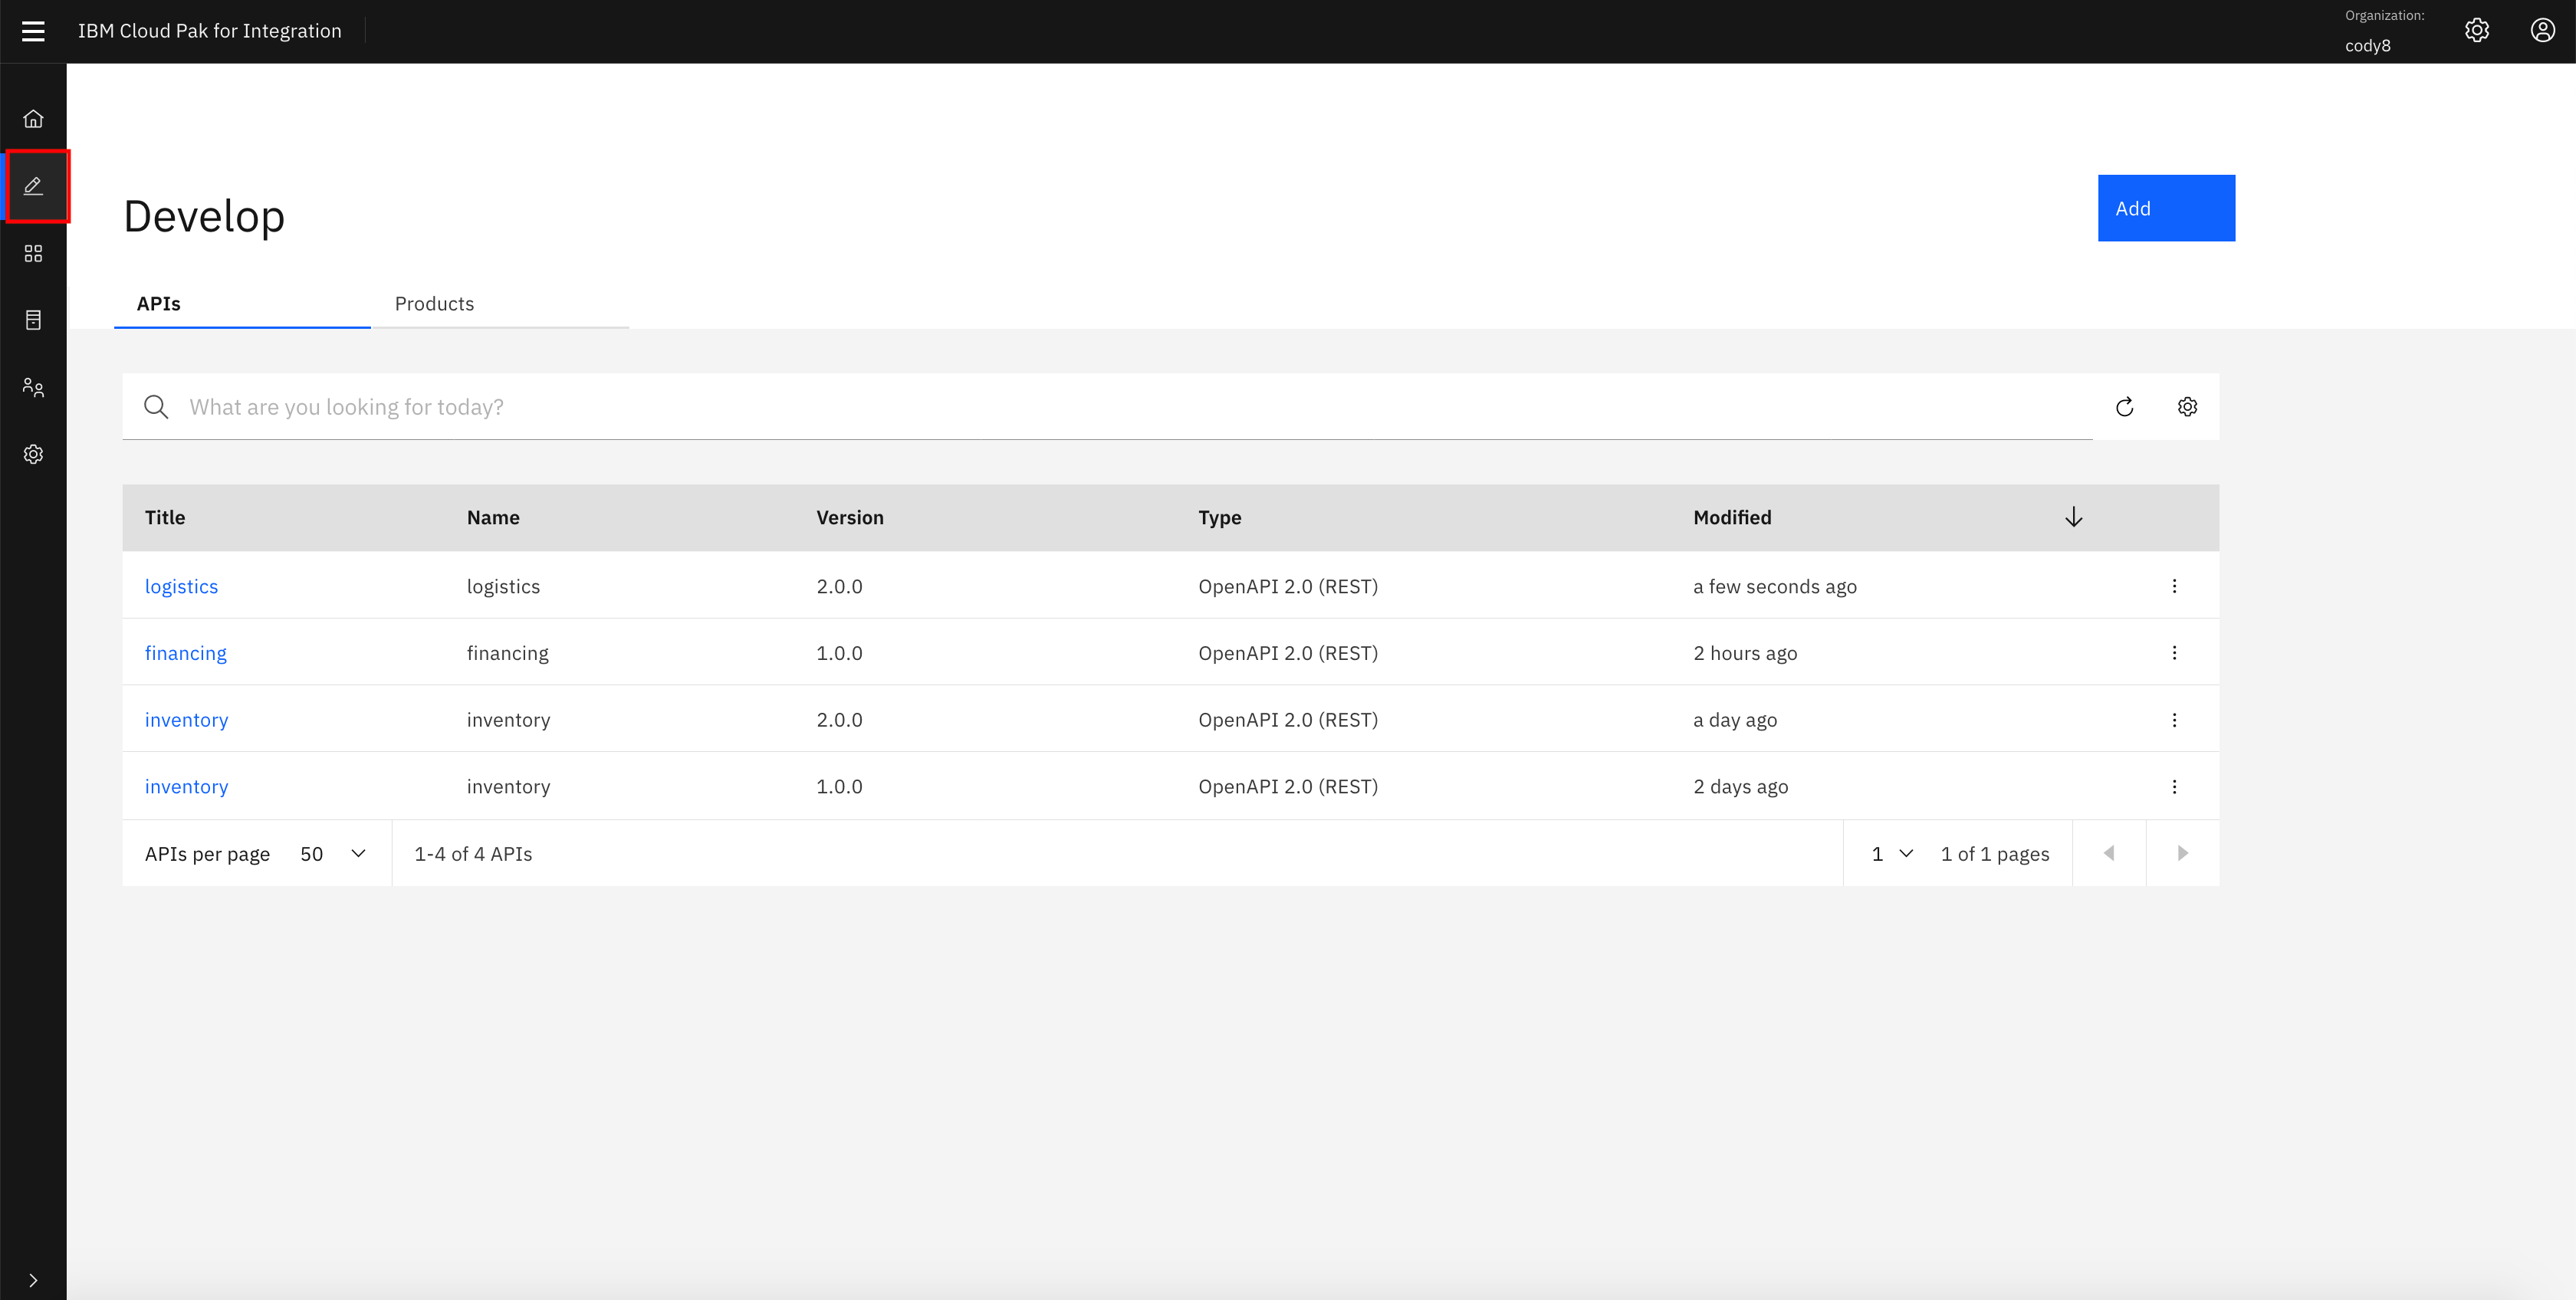 IBM Cloud Pak for Integration
Organization:
cody8
Develop
Add
APIs Products
What are you looking for today?
Title Name Version Type Modified
logistics logistics 2.0.0 OpenAPI 2.0 (REST) a few seconds ago
financing financing 1.0.0 OpenAPI 2.0 (REST) 2 hours ago
inventory inventory 2.0.0 OpenAPI 2.0 (REST) a day ago
inventory inventory 1.0.0 OpenAPI 2.0 (REST) 2 days ago
APIs per page 50 1-4 of 4 APIs 1 1 of 1 pages